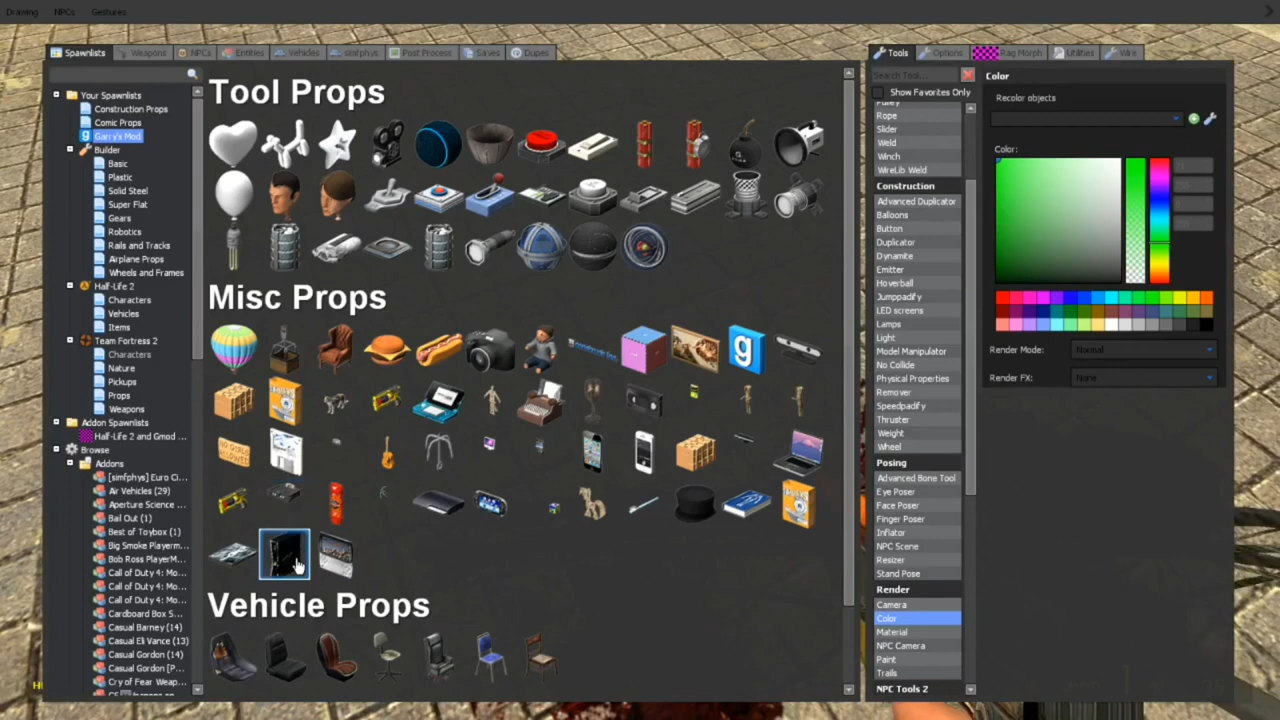 Drawing NPCs Gestures
Spawnlists Weapons NPCs Entities Vehicles simfphys Post Process Saves Dupes
Your Spawnlists
Construction Props
Comic Props
Garry's Mod
Builder
Basic
Plastic
Solid Steel
Super Flat
Gears
Robotics
Rails and Tracks
Airplane Props
Wheels and Frames
Half-Life 2
Characters
Vehicles
Items
Team Fortress 2
Characters
Nature
Pickups
Props
Weapons
Addon Spawnlists
Half-Life 2 and Gmod ...
Browse
Addons
[simfphys] Euro Ci...
Air Vehicles (29)
Aperture Science ...
Bail Out (1)
Best of Toybox (1)
Big Smoke Playerm...
Bob Ross PlayerM...
Call of Duty 4: Mo...
Call of Duty 4: Mo...
Call of Duty 4: Mo...
Cardboard Box S...
Casual Barney (14)
Casual Eli Vance (13)
Casual Gordon (14)
Casual Gordon [P...
Cry of Fear Weap...
Tool Props
Misc Props
NO GIRLS
ALLOWED
Vehicle Props
Tools Options Rag Morph Utilities Wire
Search Tool...
Show Favorites Only
Pulley
Rope
Slider
Weld
Winch
WireLib Weld
Construction
Advanced Duplicator
Balloons
Button
Duplicator
Dynamite
Emitter
Hoverball
Jumppadify
LED screens
Lamps
Light
Model Manipulator
No Collide
Physical Properties
Remover
Speedpadify
Thruster
Weight
Wheel
Posing
Advanced Bone Tool
Eye Poser
Face Poser
Finger Poser
Inflator
NPC Scene
Resizer
Stand Pose
Render
Camera
Color
Material
NPC Camera
Paint
Trails
NPC Tools 2
Color
Recolor objects
Color:
Render Mode: Normal
Render FX: None